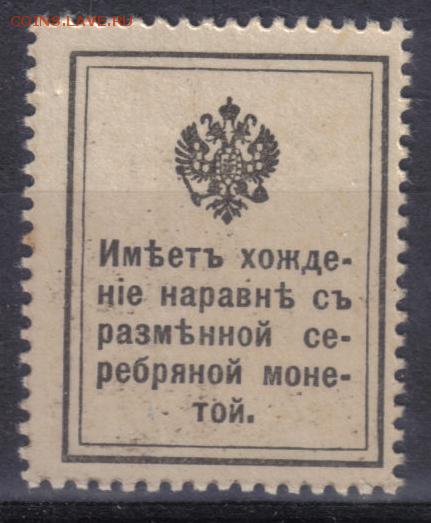 COINS.LAVE.RU
Имѣетъ хожде-
ніе наравнѣ съ
размѣнной се-
ребряной моне-
той.